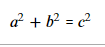 a² + b² = c²